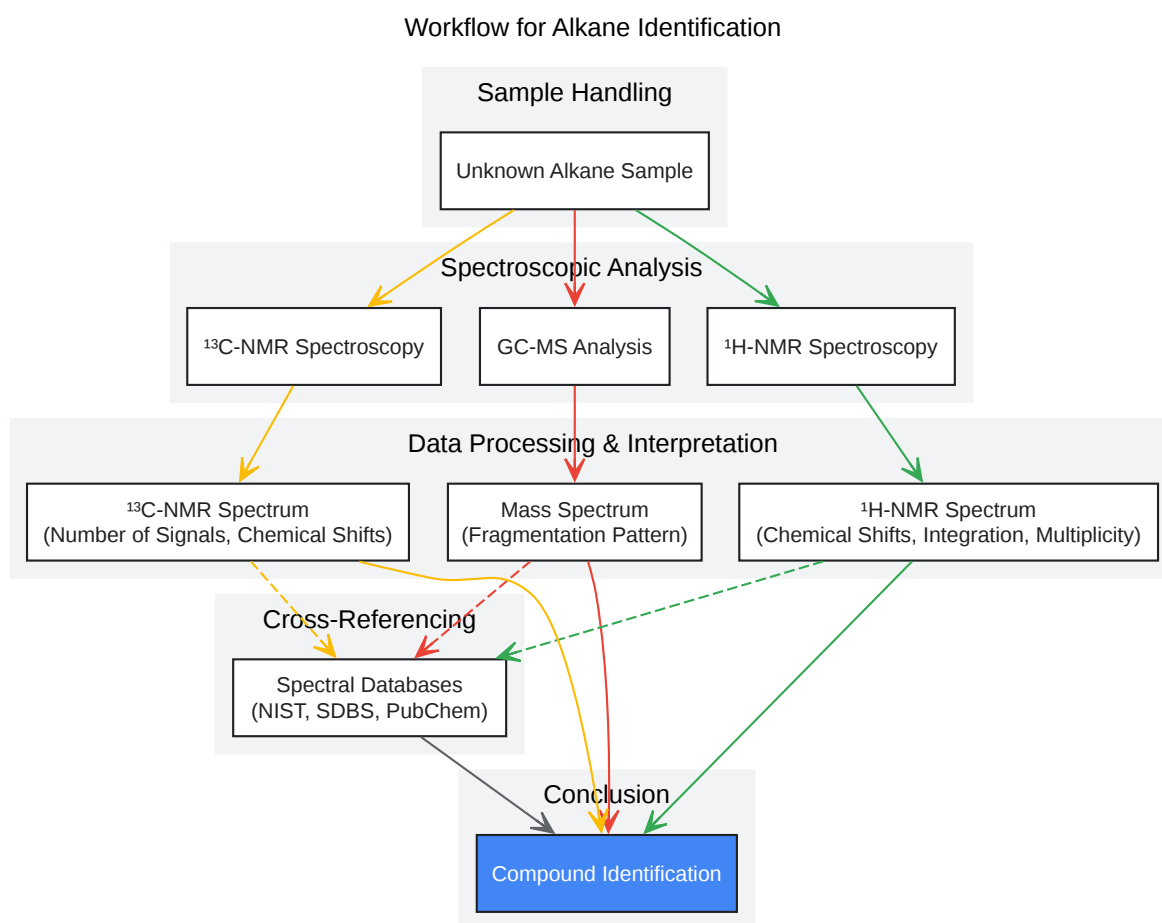 Workflow for Alkane Identification
Sample Handling
Unknown Alkane Sample
Spectroscopic Analysis
¹³C-NMR Spectroscopy
GC-MS Analysis
¹H-NMR Spectroscopy
Data Processing & Interpretation
¹³C-NMR Spectrum
(Number of Signals, Chemical Shifts)
Mass Spectrum
(Fragmentation Pattern)
¹H-NMR Spectrum
(Chemical Shifts, Integration, Multiplicity)
Cross-Referencing
Spectral Databases
(NIST, SDBS, PubChem)
Conclusion
Compound Identification